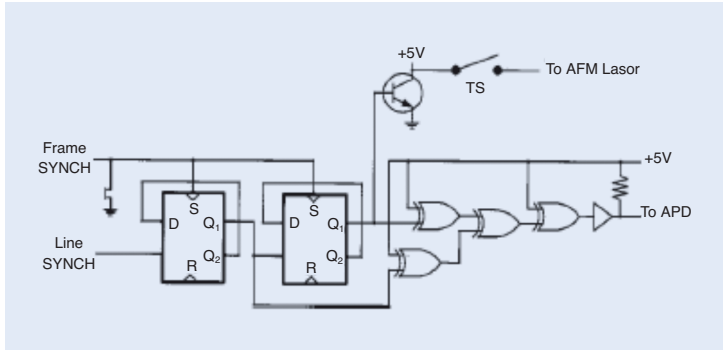 +5V
To AFM Lasor
TS
Frame
SYNCH
+5V
S
S
D
Q1
D
Q1
To APD
Line
SYNCH
Q2
Q2
R
R